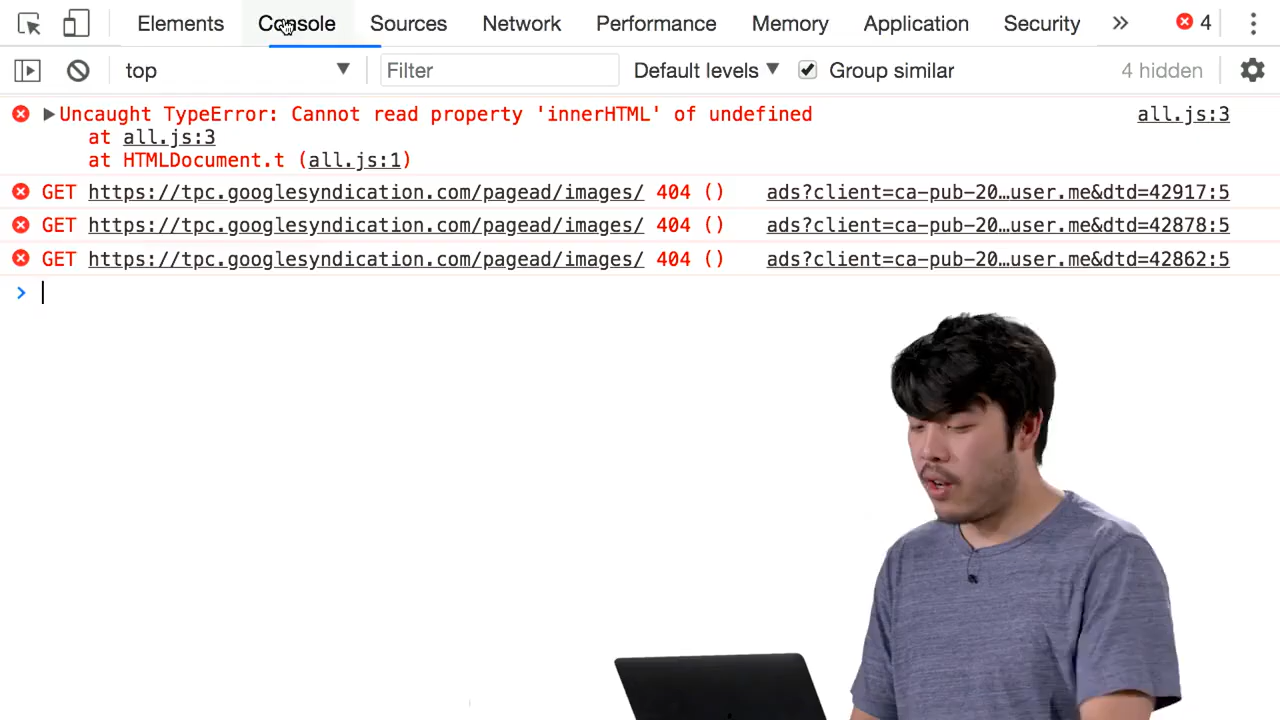 Elements Console Sources Network Performance Memory Application Security » 4
top Filter Default levels Group similar 4 hidden
Uncaught TypeError: Cannot read property 'innerHTML' of undefined all.js:3
at all.js:3
at HTMLDocument.t (all.js:1)
GET https://tpc.googlesyndication.com/pagead/images/ 404 () ads?client=ca-pub-20…user.me&dtd=42917:5
GET https://tpc.googlesyndication.com/pagead/images/ 404 () ads?client=ca-pub-20…user.me&dtd=42878:5
GET https://tpc.googlesyndication.com/pagead/images/ 404 () ads?client=ca-pub-20…user.me&dtd=42862:5
>